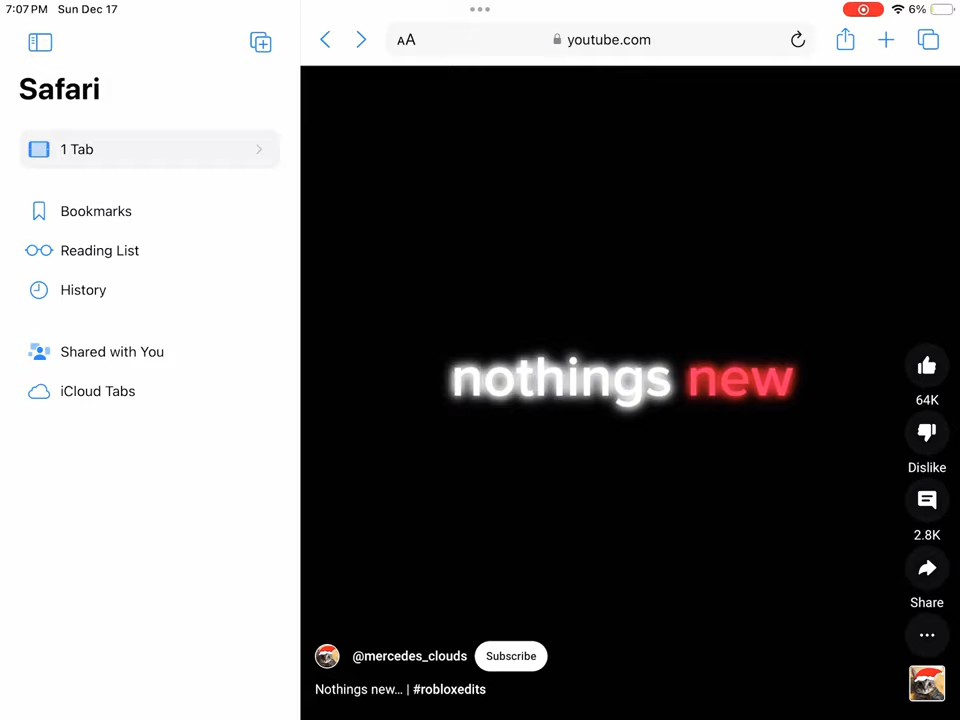 7:07 PM Sun Dec 17
6%
AA
youtube.com
Safari
1 Tab
Bookmarks
Reading List
History
Shared with You
iCloud Tabs
nothings new
64K
Dislike
2.8K
Share
@mercedes_clouds
Subscribe
Nothings new... | #robloxedits